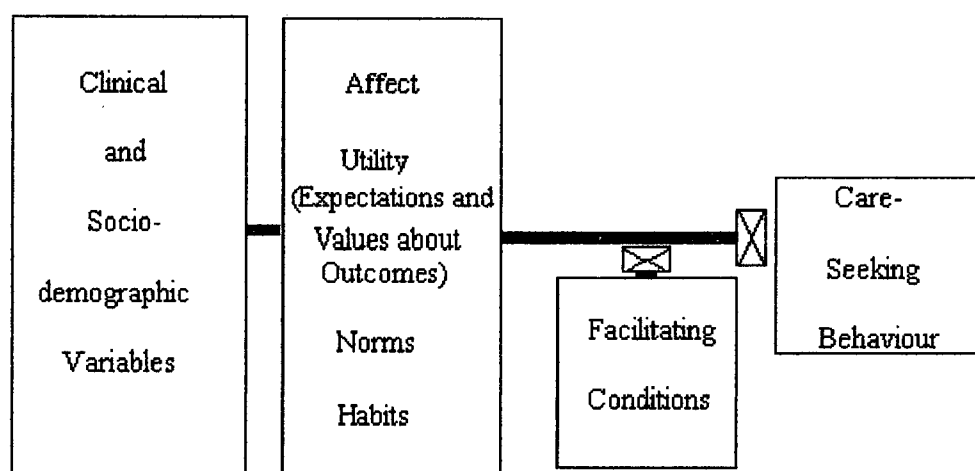 Clinical
and
Socio-
demographic
Variables
Affect
Utility
(Expectations and
Values about
Outcomes)
Norms
Habits
Facilitating
Conditions
Care-
Seeking
Behaviour